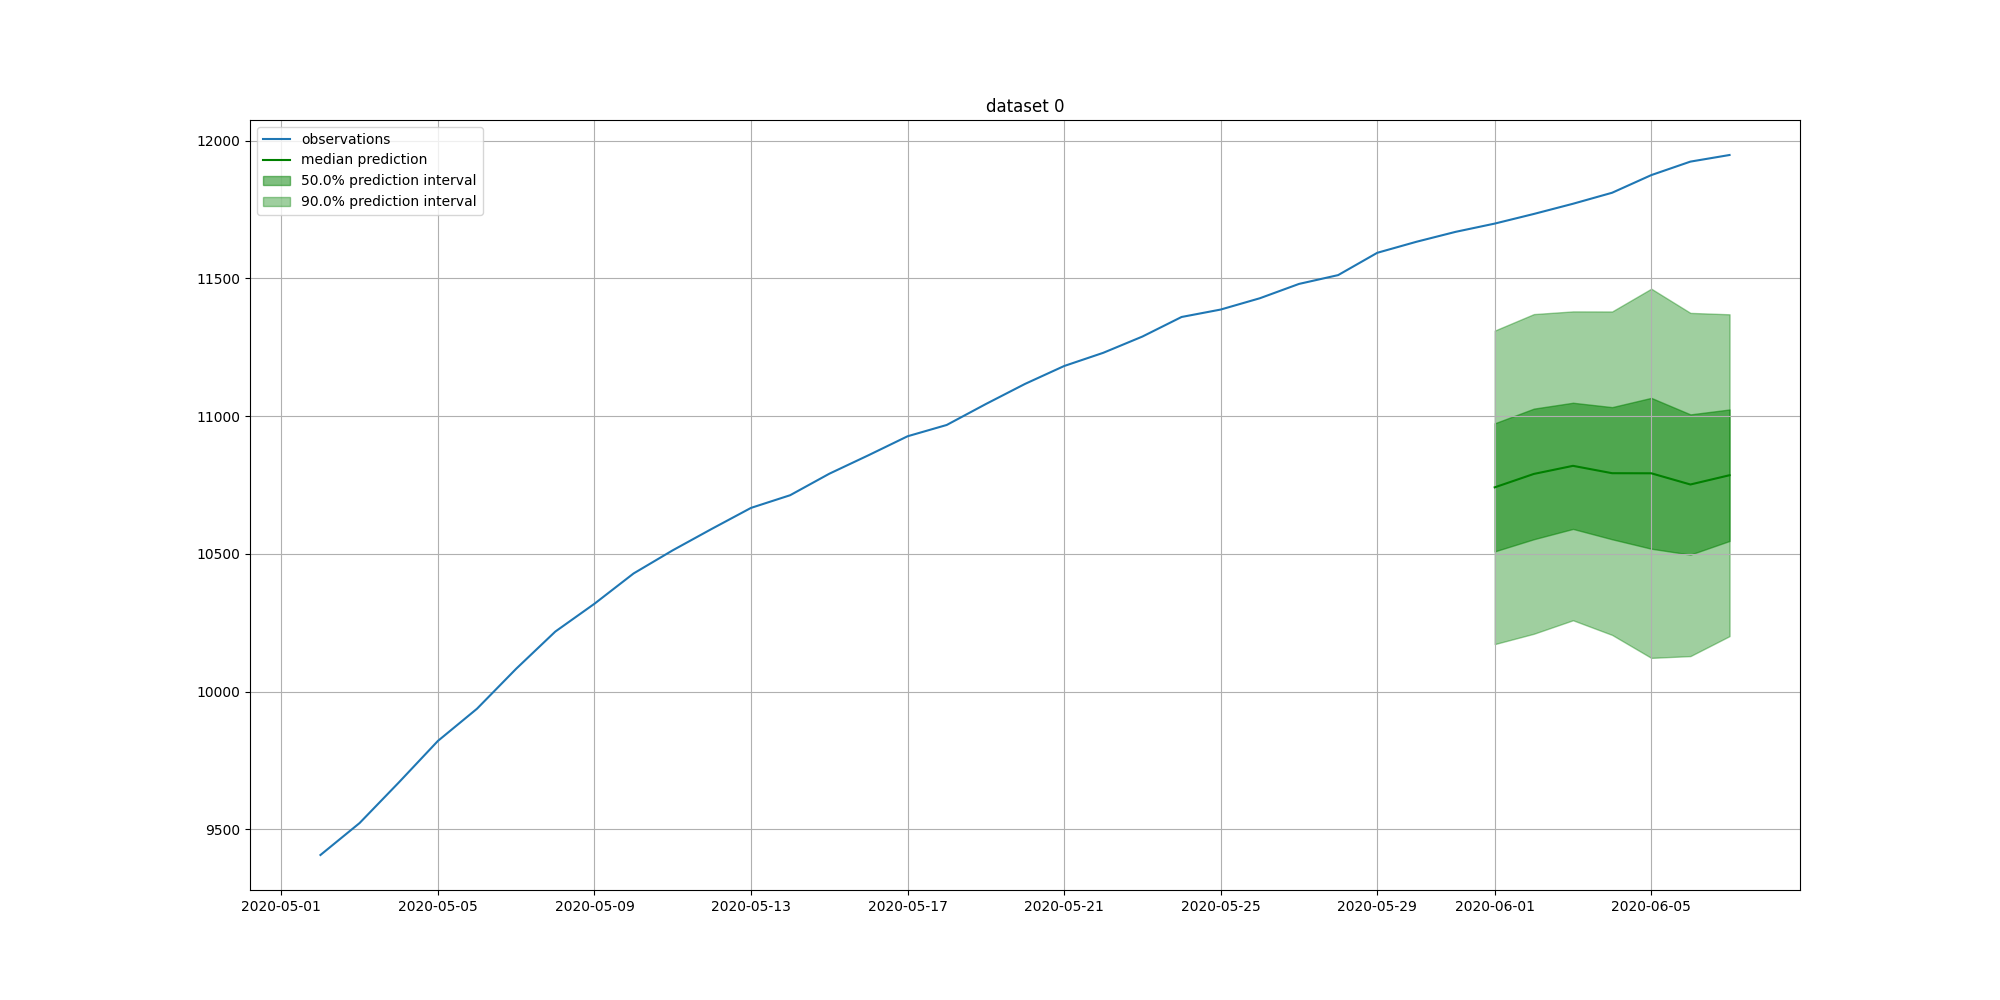 dataset 0
observations
median prediction
50.0% prediction interval
90.0% prediction interval
12000
11500
11000
10500
10000
9500
2020-05-01 2020-05-05 2020-05-09 2020-05-13 2020-05-17 2020-05-21 2020-05-25 2020-05-29 2020-06-01 2020-06-05